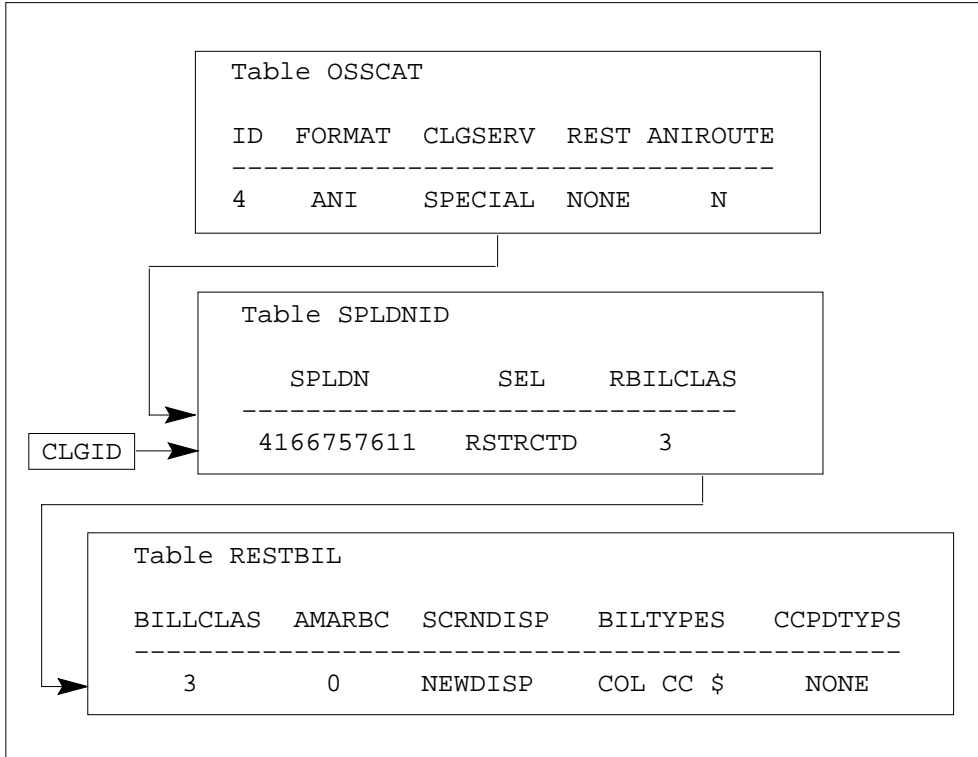 Table OSSCAT
ID FORMAT CLGSERV REST ANIROUTE
----------------------------------
4 ANI SPECIAL NONE N
Table SPLDNID
SPLDN SEL RBILCLAS
-------------------------------
CLGID
4166757611 RSTRCTD 3
Table RESTBIL
BILLCLAS AMARBC SCRNDISP BILTYPES CCPDTYPS
------------------------------------------------
3 0 NEWDISP COL CC $ NONE